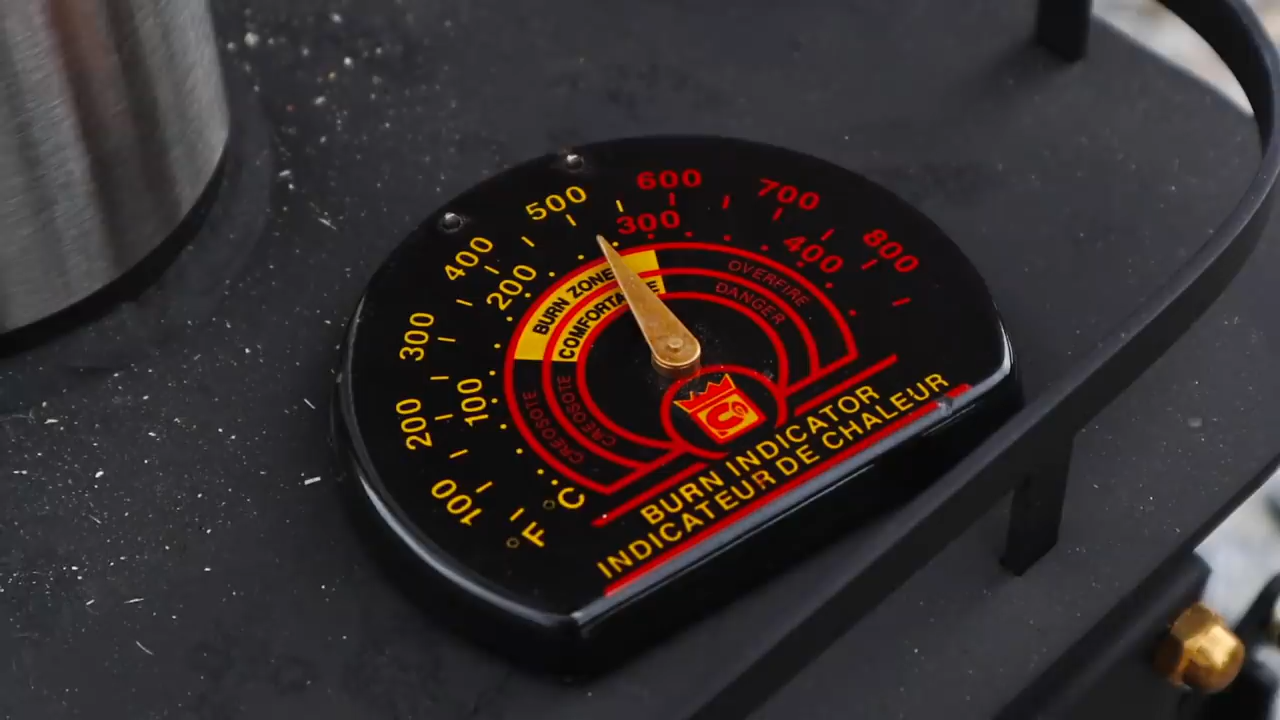 100
200
300
400
500
600
700
800
100
200
300
400
°F
°C
BURN ZONE
COMFORTABLE
OVERFIRE
DANGER
CREOSOTE
CREOSOTE
BURN INDICATOR
INDICATEUR DE CHALEUR